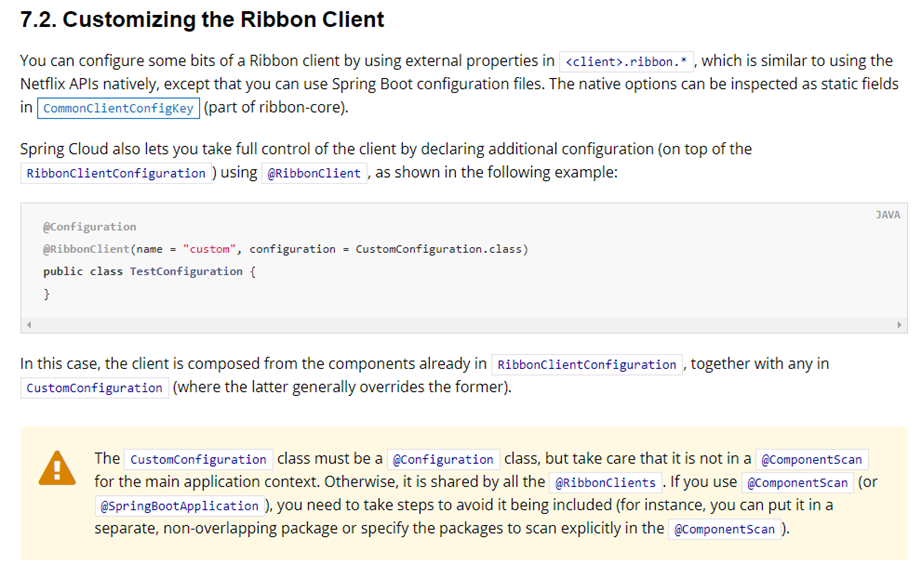 7.2. Customizing the Ribbon Client
You can configure some bits of a Ribbon client by using external properties in <client>.ribbon.* , which is similar to using the
Netflix APIs natively, except that you can use Spring Boot configuration files. The native options can be inspected as static fields
in CommonClientConfigKey (part of ribbon-core).
Spring Cloud also lets you take full control of the client by declaring additional configuration (on top of the
RibbonClientConfiguration ) using @RibbonClient , as shown in the following example:
JAVA
@Configuration
@RibbonClient(name = "custom", configuration = CustomConfiguration.class)
public class TestConfiguration {
}
In this case, the client is composed from the components already in RibbonClientConfiguration , together with any in
CustomConfiguration (where the latter generally overrides the former).
The CustomConfiguration class must be a @Configuration class, but take care that it is not in a @ComponentScan
for the main application context. Otherwise, it is shared by all the @RibbonClients . If you use @ComponentScan (or
@SpringBootApplication ), you need to take steps to avoid it being included (for instance, you can put it in a
separate, non-overlapping package or specify the packages to scan explicitly in the @ComponentScan ).